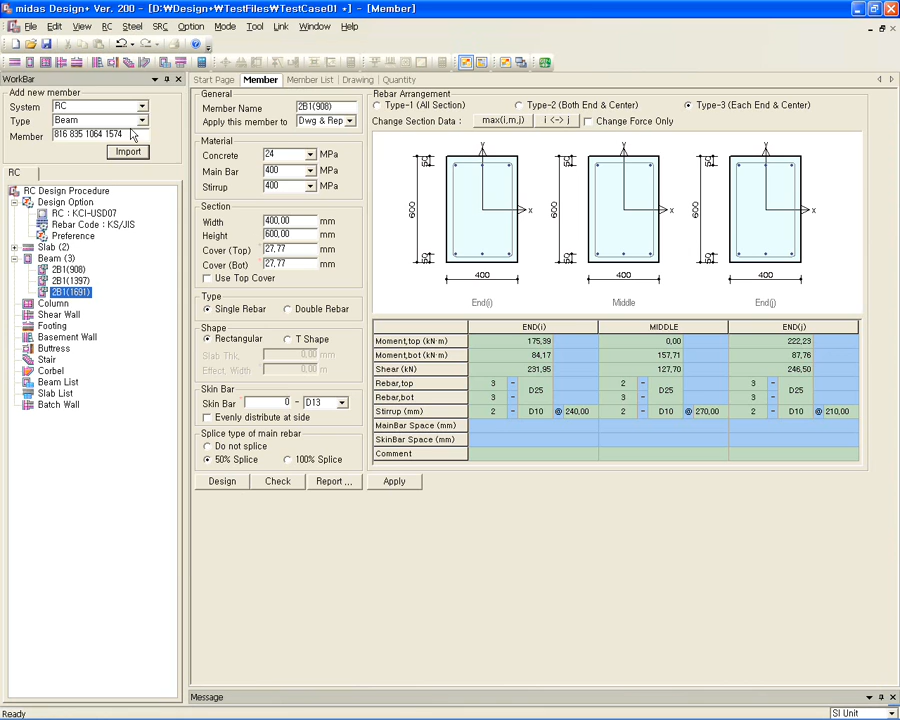 midas Design+ Ver. 200 - [D:₩Design+₩TestFiles₩TestCase01 *] - [Member]
File Edit View RC Steel SRC Option Mode Tool Link Window Help
WorkBar
Add new member
System RC
Type Beam
Member 816 835 1064 1574
Import
RC
RC Design Procedure
Design Option
RC : KCI-USD07
Rebar Code : KS/JIS
Preference
Slab (2)
Beam (3)
2B1(908)
2B1(1397)
2B1(1691)
Column
Shear Wall
Footing
Basement Wall
Buttress
Stair
Corbel
Beam List
Slab List
Batch Wall
Start Page Member Member List Drawing Quantity
General
Member Name 2B1(908)
Apply this member to Dwg & Rep
Material
Concrete 24 MPa
Main Bar 400 MPa
Stirrup 400 MPa
Section
Width 400,00 mm
Height 600,00 mm
Cover (Top) 27,77 mm
Cover (Bot) 27,77 mm
Use Top Cover
Type
Single Rebar Double Rebar
Shape
Rectangular T Shape
Slab Thk, 0,00 mm
Effect, Width 0,00 m
Skin Bar
Skin Bar 0 - D13
Evenly distribute at side
Splice type of main rebar
Do not splice
50% Splice 100% Splice
Design Check Report ... Apply
Rebar Arrangement
Type-1 (All Section) Type-2 (Both End & Center) Type-3 (Each End & Center)
Change Section Data : max(i,m,j) i <-> j Change Force Only
Y Y Y
50 50 50
600 X 600 X 600 X
50 50 50
400 400 400
End(i) Middle End(j)
END(i) MIDDLE END(j)
Moment,top (kN·m) 175,39 0,00 222,23
Moment,bot (kN·m) 84,17 157,71 87,76
Shear (kN) 231,95 127,70 246,50
Rebar,top 3 - D25 2 - D25 3 - D25
Rebar,bot 3 - 3 - 3 -
Stirrup (mm) 2 - D10 @ 240,00 2 - D10 @ 270,00 2 - D10 @ 210,00
MainBar Space (mm)
SkinBar Space (mm)
Comment
Message
Ready SI Unit